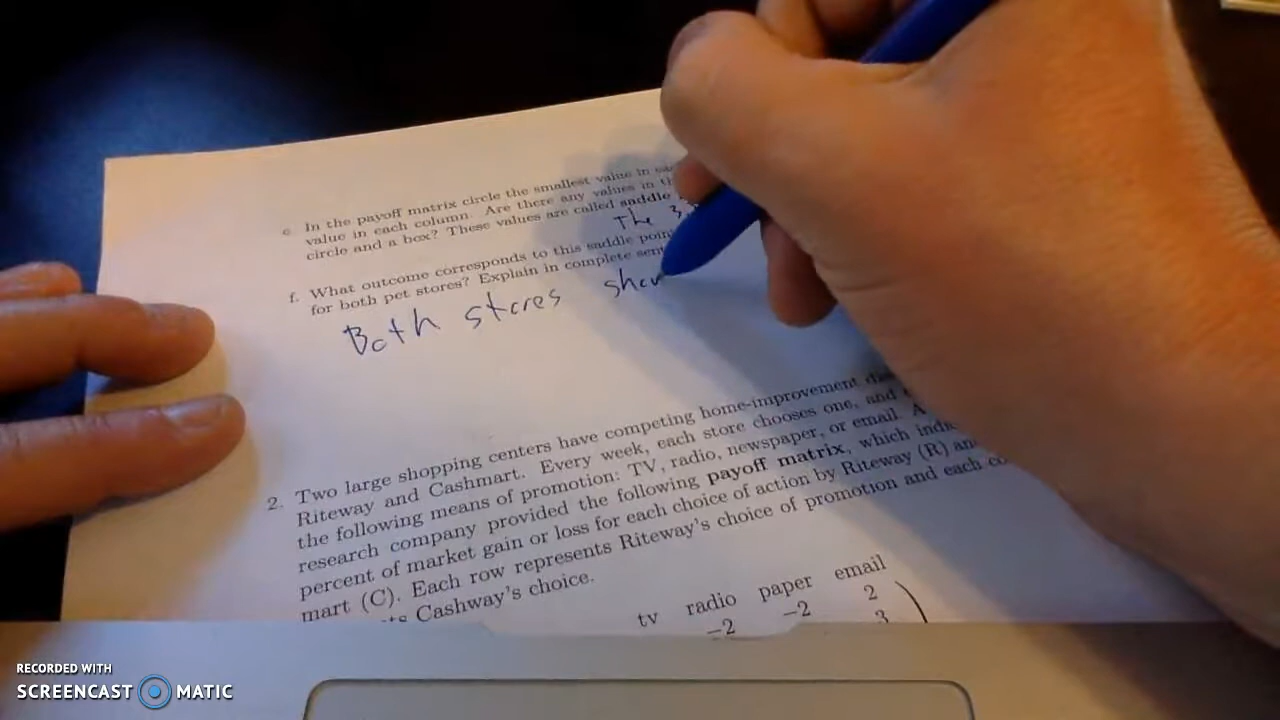 e. In the payoff matrix circle the smallest value in
value in each column. Are there any values in
circle and a box? These values are called saddle
The 3
f. What outcome corresponds to this saddle
for both pet stores? Explain in complete
Both stores
2. Two large shopping centers have competing home-improvement
Riteway and Cashmart. Every week, each store chooses one, and
the following means of promotion: TV, radio, newspaper, or email. A
research company provided the following payoff matrix, which
percent of market gain or loss for each choice of action by Riteway (R)
mart (C). Each row represents Riteway's choice of promotion and each
Cashway's choice.
tv radio paper email
−2 −2 2
3
RECORDED WITH
SCREENCAST MATIC